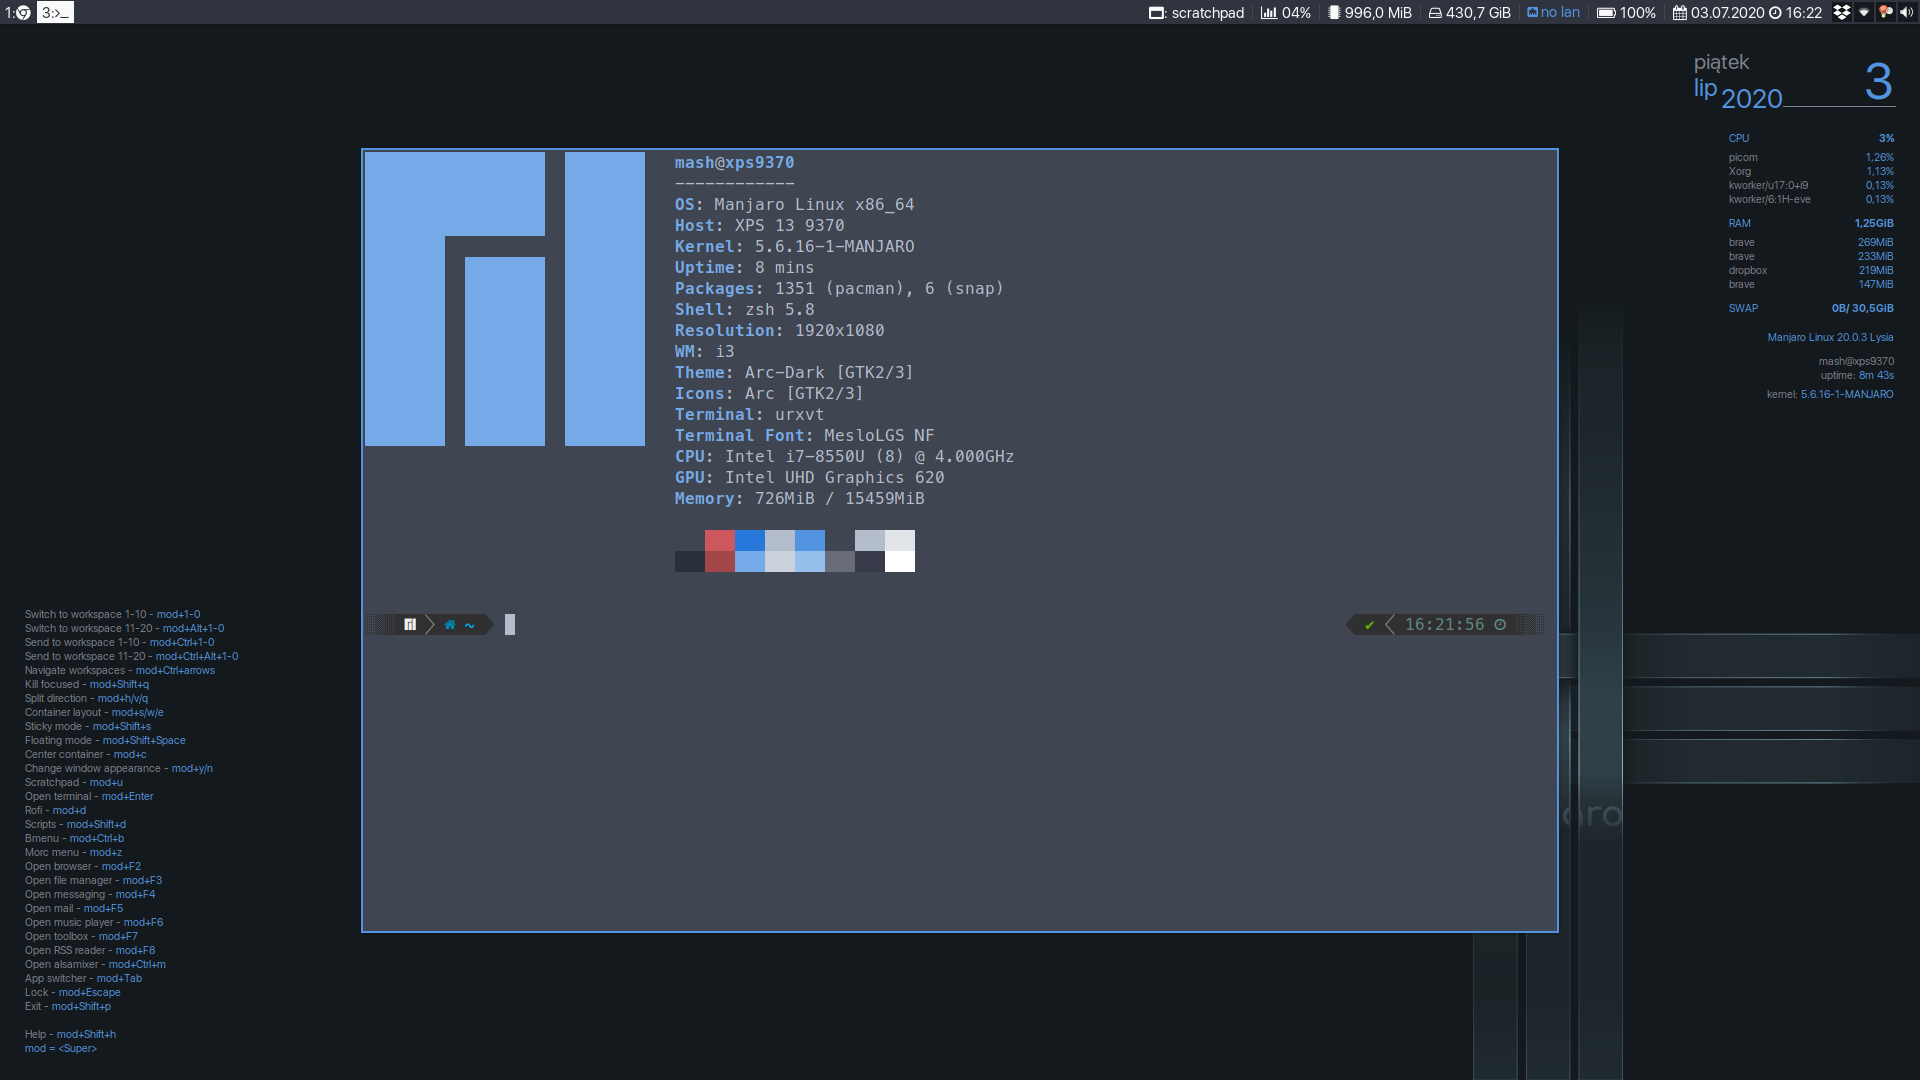 1: 3:>_ : scratchpad 04% 996,0 MiB 430,7 GiB no lan 100% 03.07.2020 16:22
piątek
lip 2020 3
CPU 3%
picom 1,26%
Xorg 1,13%
kworker/u17:0+i9 0,13%
kworker/6:1H-eve 0,13%
RAM 1,25GiB
brave 269MiB
brave 233MiB
dropbox 219MiB
brave 147MiB
SWAP 0B/ 30,5GiB
Manjaro Linux 20.0.3 Lysia
mash@xps9370
uptime: 8m 43s
kernel: 5.6.16-1-MANJARO
mash@xps9370
------------
OS: Manjaro Linux x86_64
Host: XPS 13 9370
Kernel: 5.6.16-1-MANJARO
Uptime: 8 mins
Packages: 1351 (pacman), 6 (snap)
Shell: zsh 5.8
Resolution: 1920x1080
WM: i3
Theme: Arc-Dark [GTK2/3]
Icons: Arc [GTK2/3]
Terminal: urxvt
Terminal Font: MesloLGS NF
CPU: Intel i7-8550U (8) @ 4.000GHz
GPU: Intel UHD Graphics 620
Memory: 726MiB / 15459MiB
~ 16:21:56
Switch to workspace 1-10 - mod+1-0
Switch to workspace 11-20 - mod+Alt+1-0
Send to workspace 1-10 - mod+Ctrl+1-0
Send to workspace 11-20 - mod+Ctrl+Alt+1-0
Navigate workspaces - mod+Ctrl+arrows
Kill focused - mod+Shift+q
Split direction - mod+h/v/q
Container layout - mod+s/w/e
Sticky mode - mod+Shift+s
Floating mode - mod+Shift+Space
Center container - mod+c
Change window appearance - mod+y/n
Scratchpad - mod+u
Open terminal - mod+Enter
Rofi - mod+d
Scripts - mod+Shift+d
Bmenu - mod+Ctrl+b
Morc menu - mod+z
Open browser - mod+F2
Open file manager - mod+F3
Open messaging - mod+F4
Open mail - mod+F5
Open music player - mod+F6
Open toolbox - mod+F7
Open RSS reader - mod+F8
Open alsamixer - mod+Ctrl+m
App switcher - mod+Tab
Lock - mod+Escape
Exit - mod+Shift+p
Help - mod+Shift+h
mod = <Super>
aro